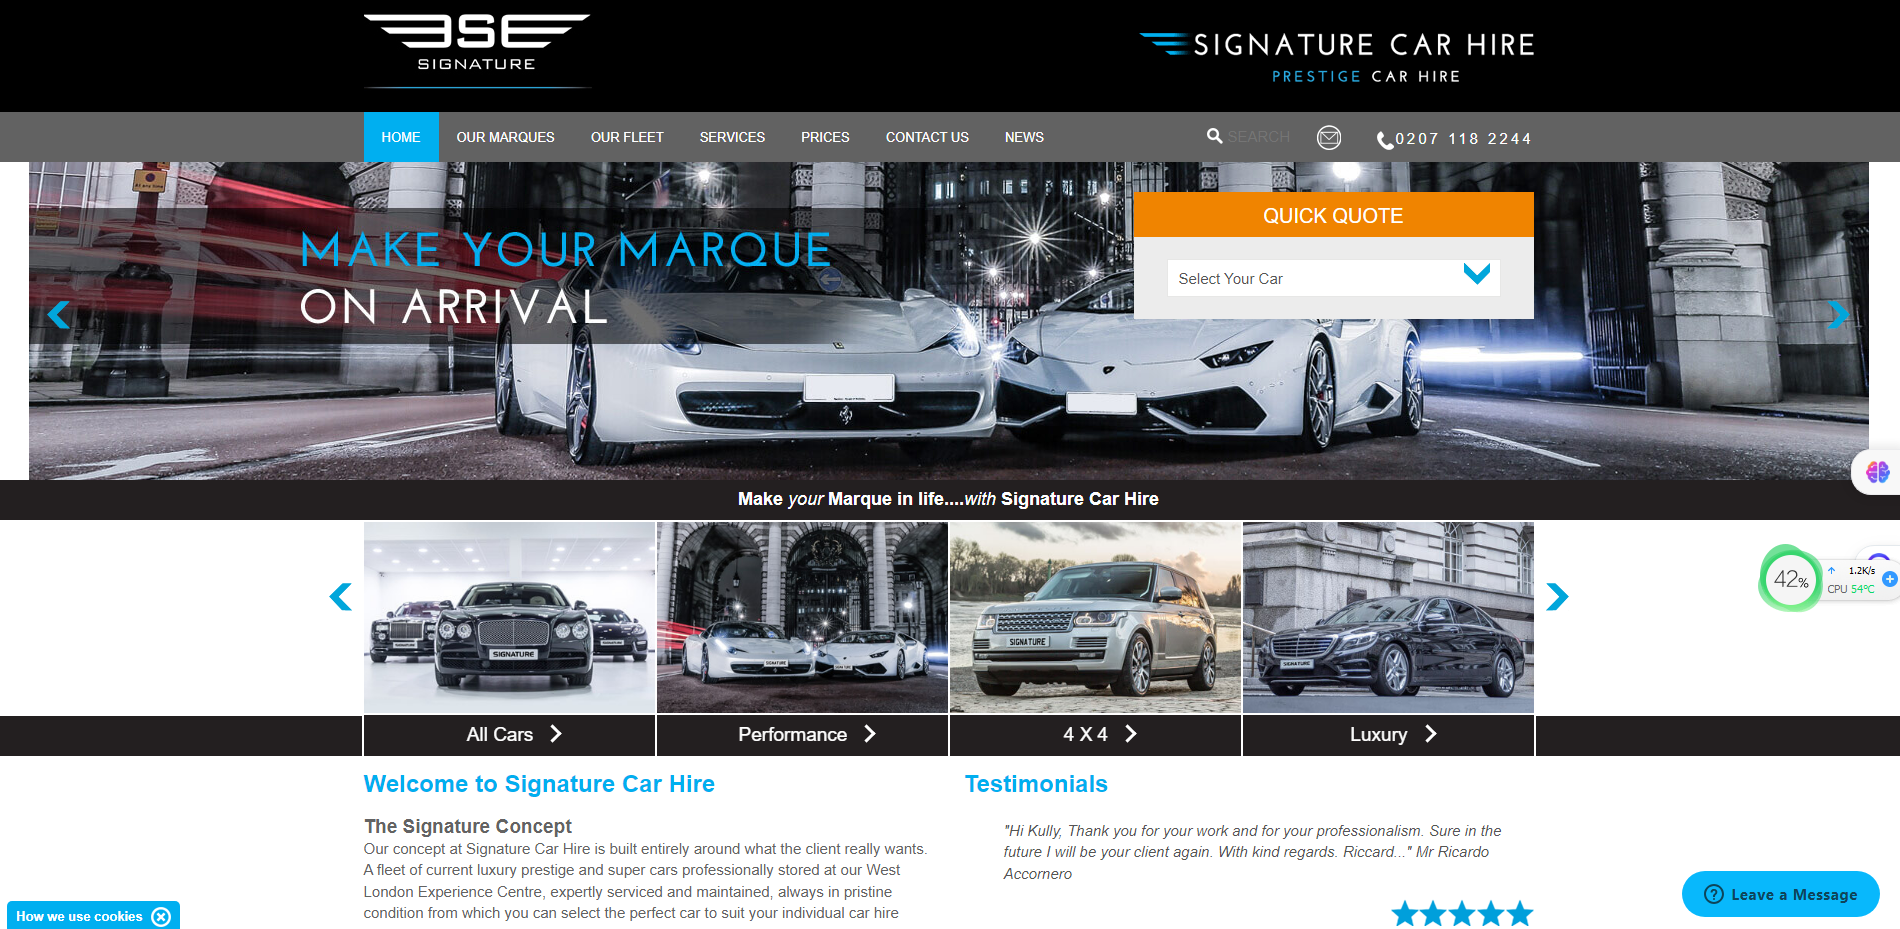 SIGNATURE
SIGNATURE CAR HIRE
PRESTIGE CAR HIRE
HOME OUR MARQUES OUR FLEET SERVICES PRICES CONTACT US NEWS SEARCH 0207 118 2244
MAKE YOUR MARQUE
ON ARRIVAL
QUICK QUOTE
Select Your Car
Make your Marque in life....with Signature Car Hire
SIGNATURE
SIGNATURE
SIGNATURE
SIGNATURE
All Cars
Performance
4 X 4
Luxury
42%
1.2K/s
CPU 54°C
Welcome to Signature Car Hire
The Signature Concept
Our concept at Signature Car Hire is built entirely around what the client really wants.
A fleet of current luxury prestige and super cars professionally stored at our West
London Experience Centre, expertly serviced and maintained, always in pristine
condition from which you can select the perfect car to suit your individual car hire
Testimonials
"Hi Kully, Thank you for your work and for your professionalism. Sure in the
future I will be your client again. With kind regards. Riccard..." Mr Ricardo
Accornero
How we use cookies
Leave a Message